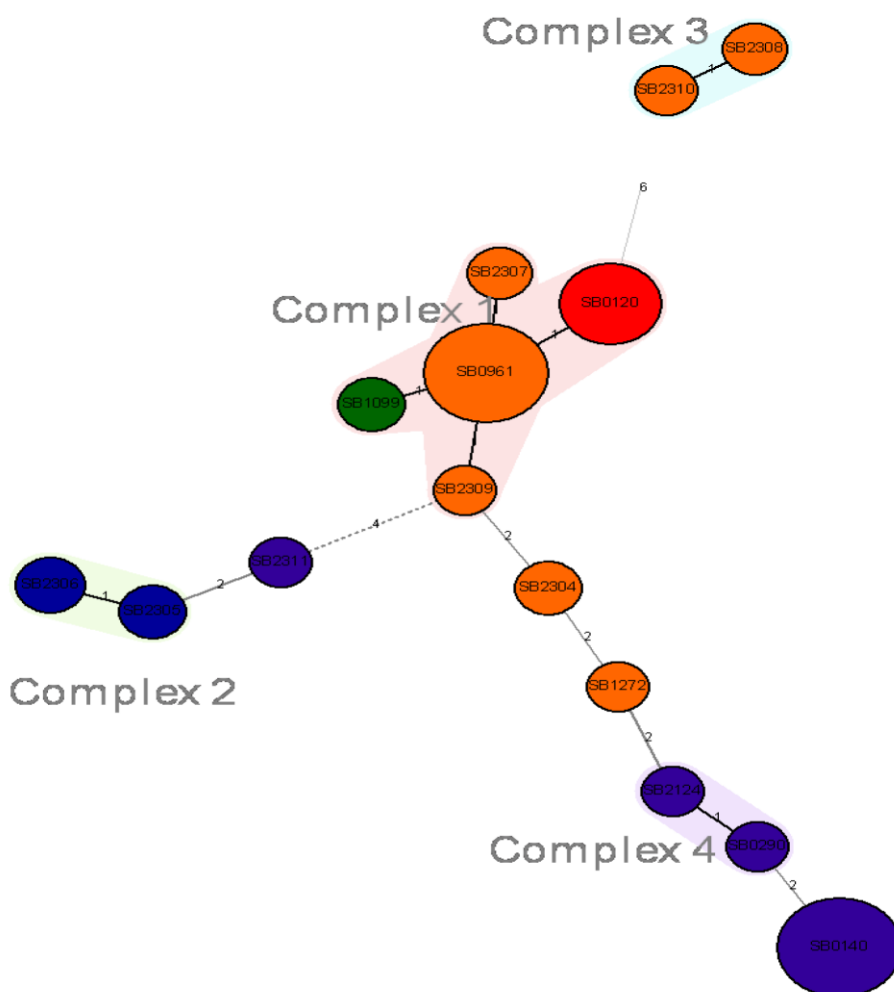 Complex 3
SB2308
1
SB2310
6
SB2307
SB0120
Complex 1
1
SB0961
1
SB1099
SB2309
4
2
SB2311
2
SB2306
1
SB2305
SB2304
2
Complex 2
SB1272
2
SB2124
1
SB0290
Complex 4
2
SB0140